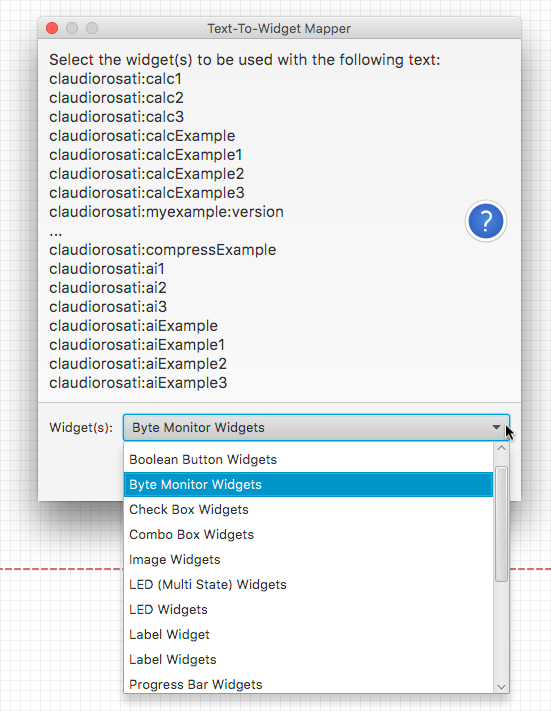 Text-To-Widget Mapper
Select the widget(s) to be used with the following text:
claudiorosati:calc1
claudiorosati:calc2
claudiorosati:calc3
claudiorosati:calcExample
claudiorosati:calcExample1
claudiorosati:calcExample2
claudiorosati:calcExample3
claudiorosati:myexample:version
...
claudiorosati:compressExample
claudiorosati:ai1
claudiorosati:ai2
claudiorosati:ai3
claudiorosati:aiExample
claudiorosati:aiExample1
claudiorosati:aiExample2
claudiorosati:aiExample3
?
Widget(s): Byte Monitor Widgets
Boolean Button Widgets
Byte Monitor Widgets
Check Box Widgets
Combo Box Widgets
Image Widgets
LED (Multi State) Widgets
LED Widgets
Label Widget
Label Widgets
Progress Bar Widgets